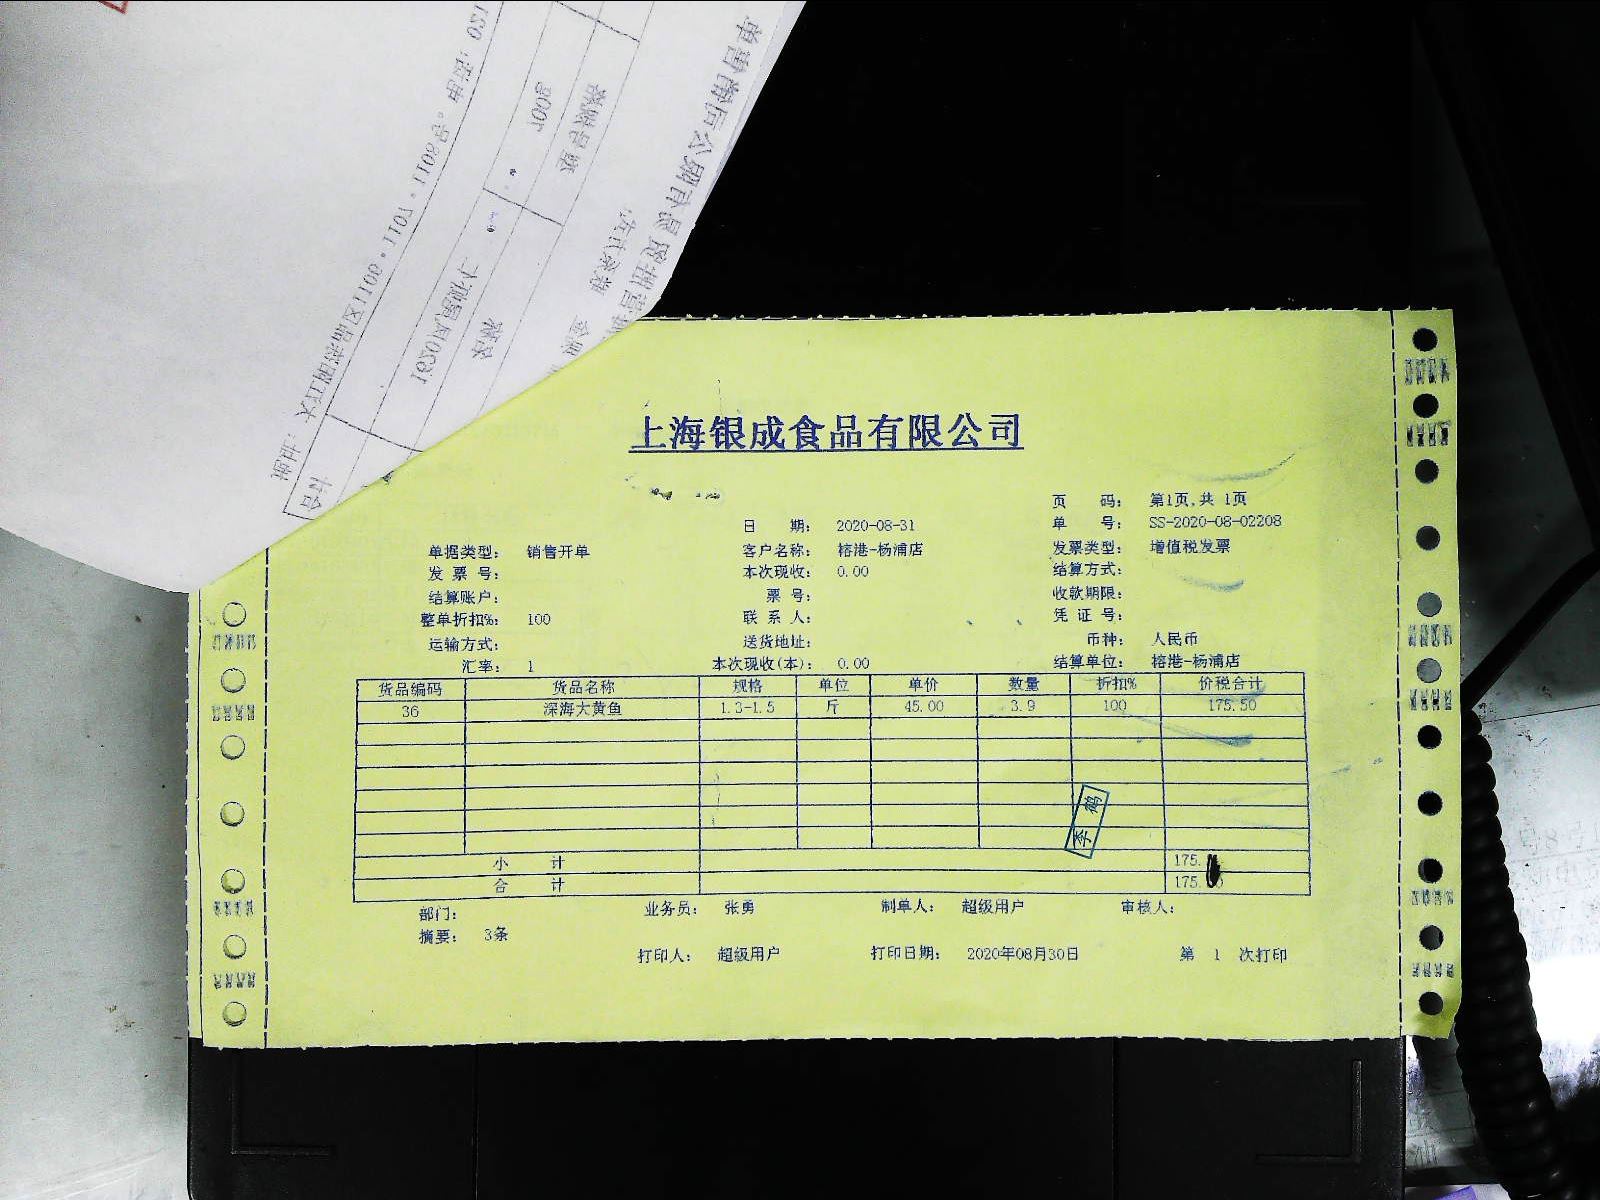 上海银成食品有限公司
页 码: 第1页,共 1页
日 期: 2020-08-31 单 号: SS-2020-08-02208
单据类型: 销售开单 客户名称: 榕港-杨浦店 发票类型: 增值税发票
发 票 号: 本次现收: 0.00 结算方式:
结算账户: 票 号: 收款期限:
整单折扣%: 100 联 系 人: 凭 证 号:
运输方式: 送货地址: 币种: 人民币
汇率: 1 本次现收(本): 0.00 结算单位: 榕港-杨浦店
货品编码 货品名称 规格 单位 单价 数量 折扣% 价税合计
36 深海大黄鱼 1.3-1.5 斤 45.00 3.9 100 175.50
李鹤
小 计 175.
合 计 175.
部门: 业务员: 张勇 制单人: 超级用户 审核人:
摘要: 3条
打印人: 超级用户 打印日期: 2020年08月30日 第 1 次打印